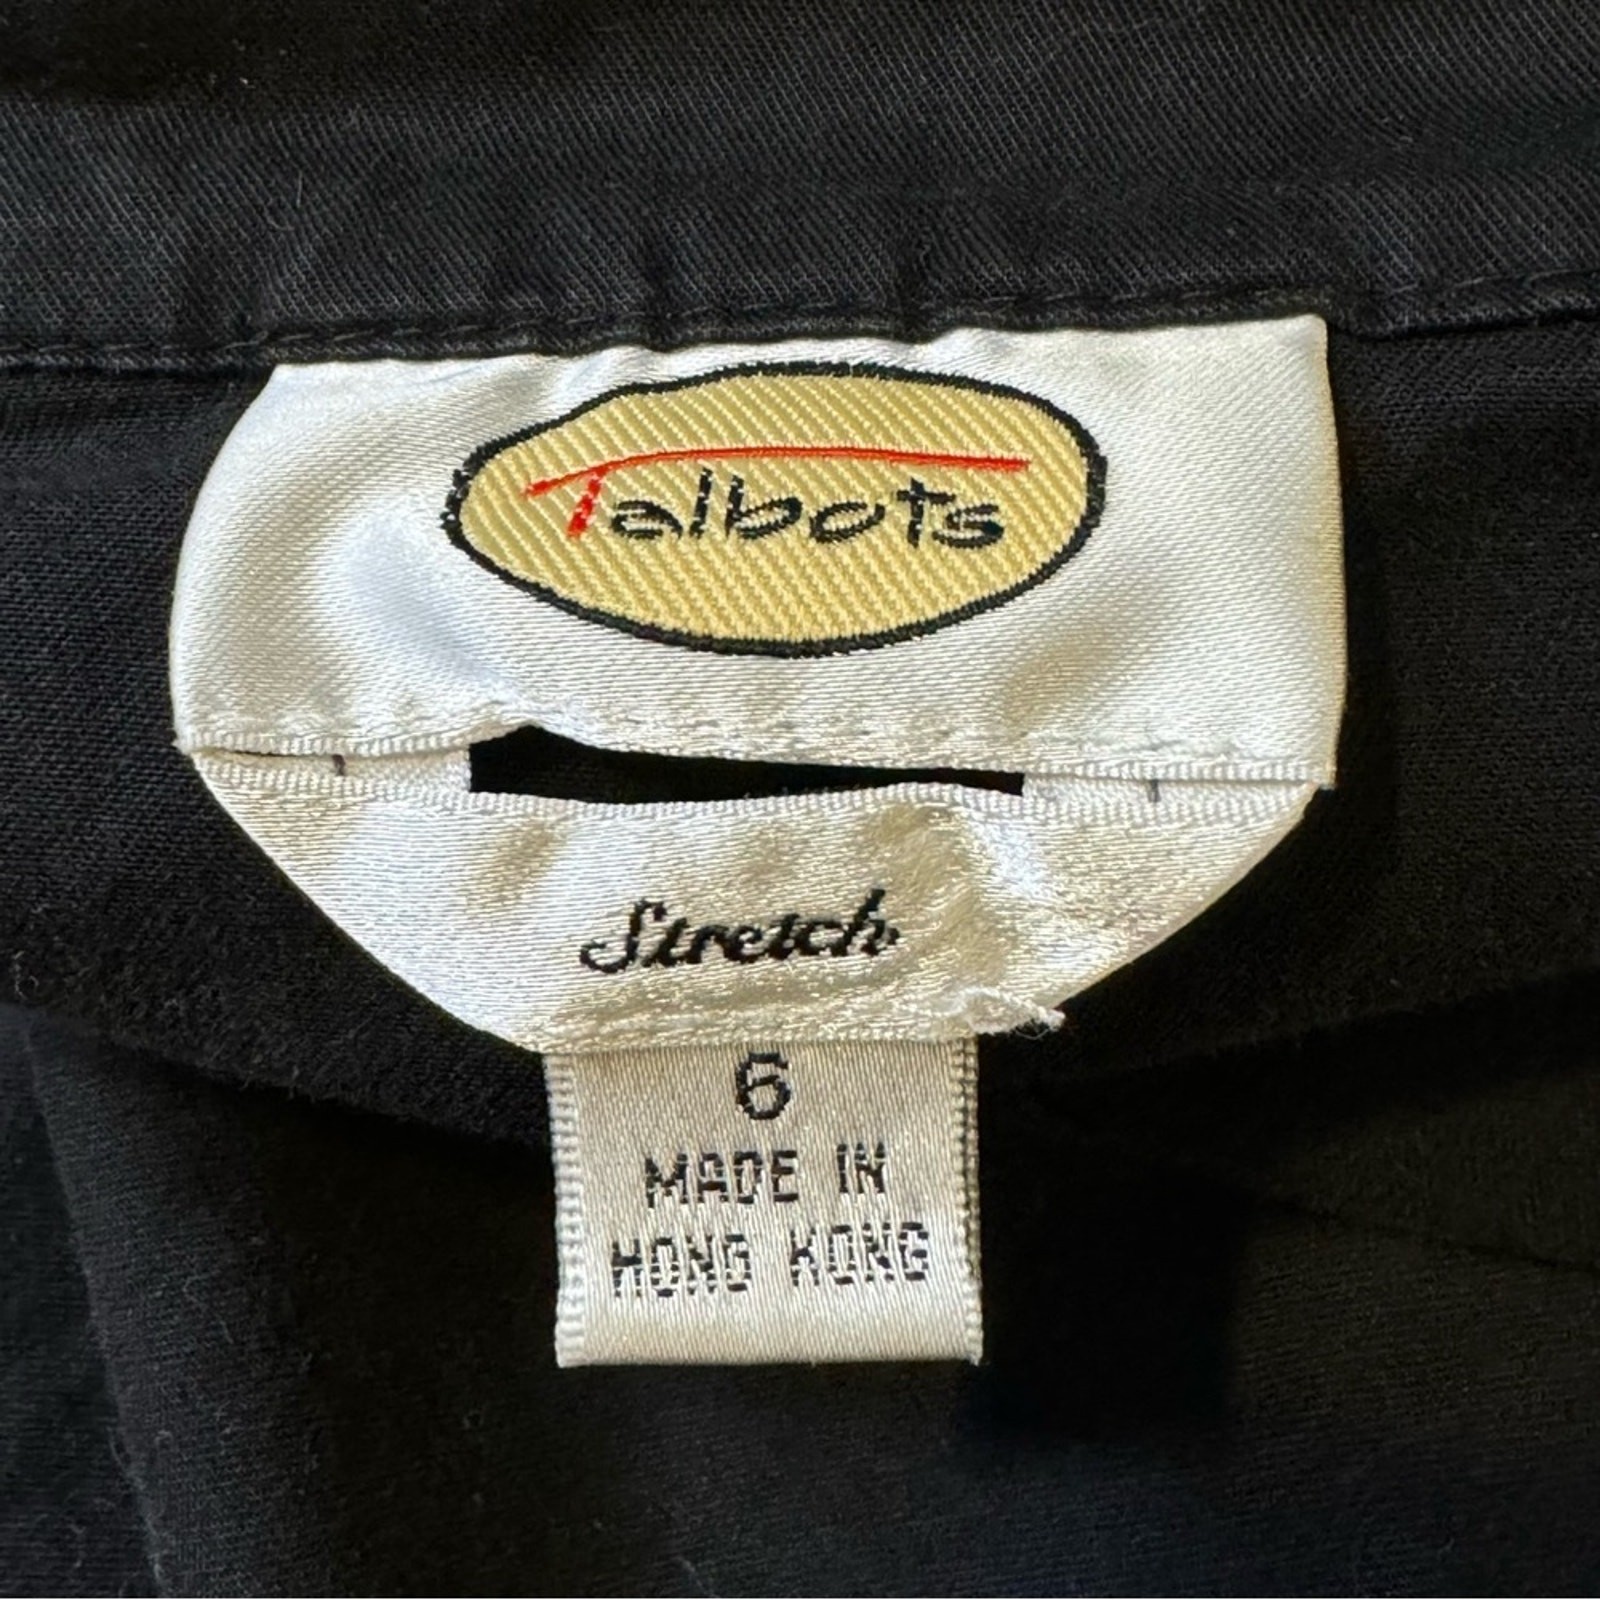 Talbots
Stretch
6
MADE IN
HONG KONG